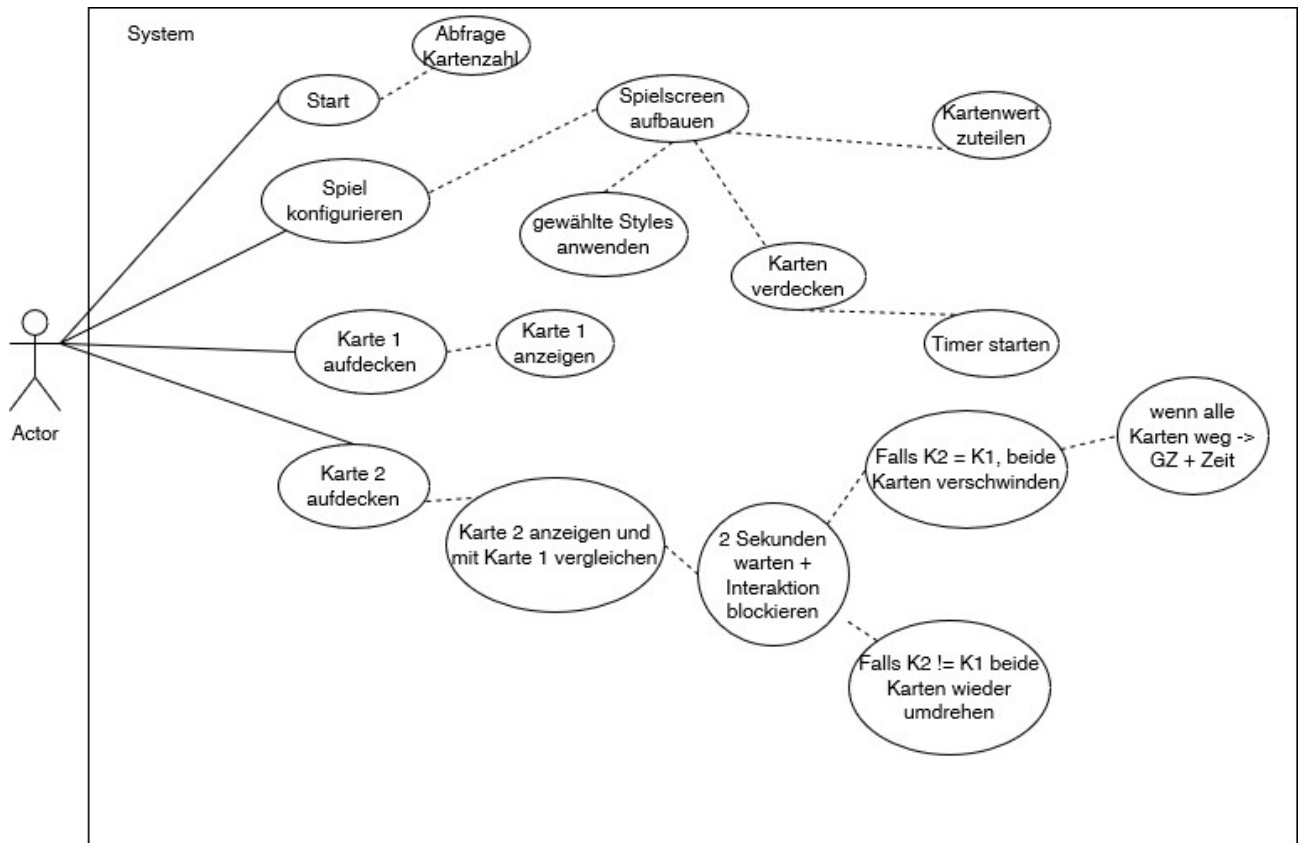 System
Abfrage
Kartenzahl
Start
Spielscreen
aufbauen
Kartenwert
zuteilen
Spiel
konfigurieren
gewählte Styles
anwenden
Karten
verdecken
Karte 1
aufdecken
Karte 1
anzeigen
Timer starten
Actor
Karte 2
aufdecken
Karte 2 anzeigen und
mit Karte 1 vergleichen
2 Sekunden
warten +
Interaktion
blockieren
Falls K2 = K1, beide
Karten verschwinden
wenn alle
Karten weg ->
GZ + Zeit
Falls K2 != K1 beide
Karten wieder
umdrehen